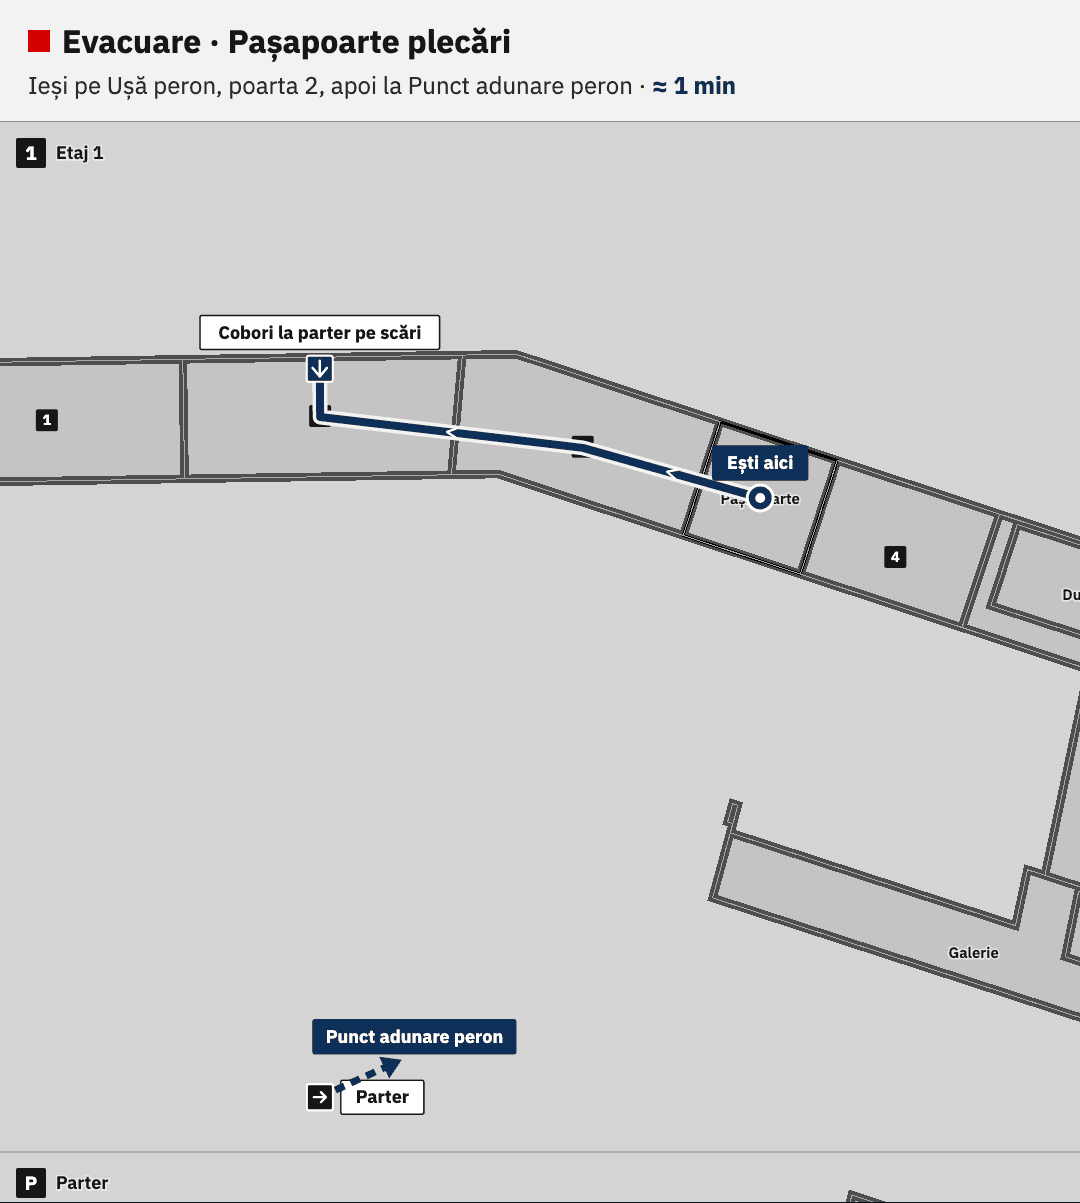 Evacuare · Pașapoarte plecări
Ieși pe Ușă peron, poarta 2, apoi la Punct adunare peron · ≈ 1 min
1 Etaj 1
Cobori la parter pe scări
1
Ești aici
4
Galerie
Punct adunare peron
Parter
P Parter